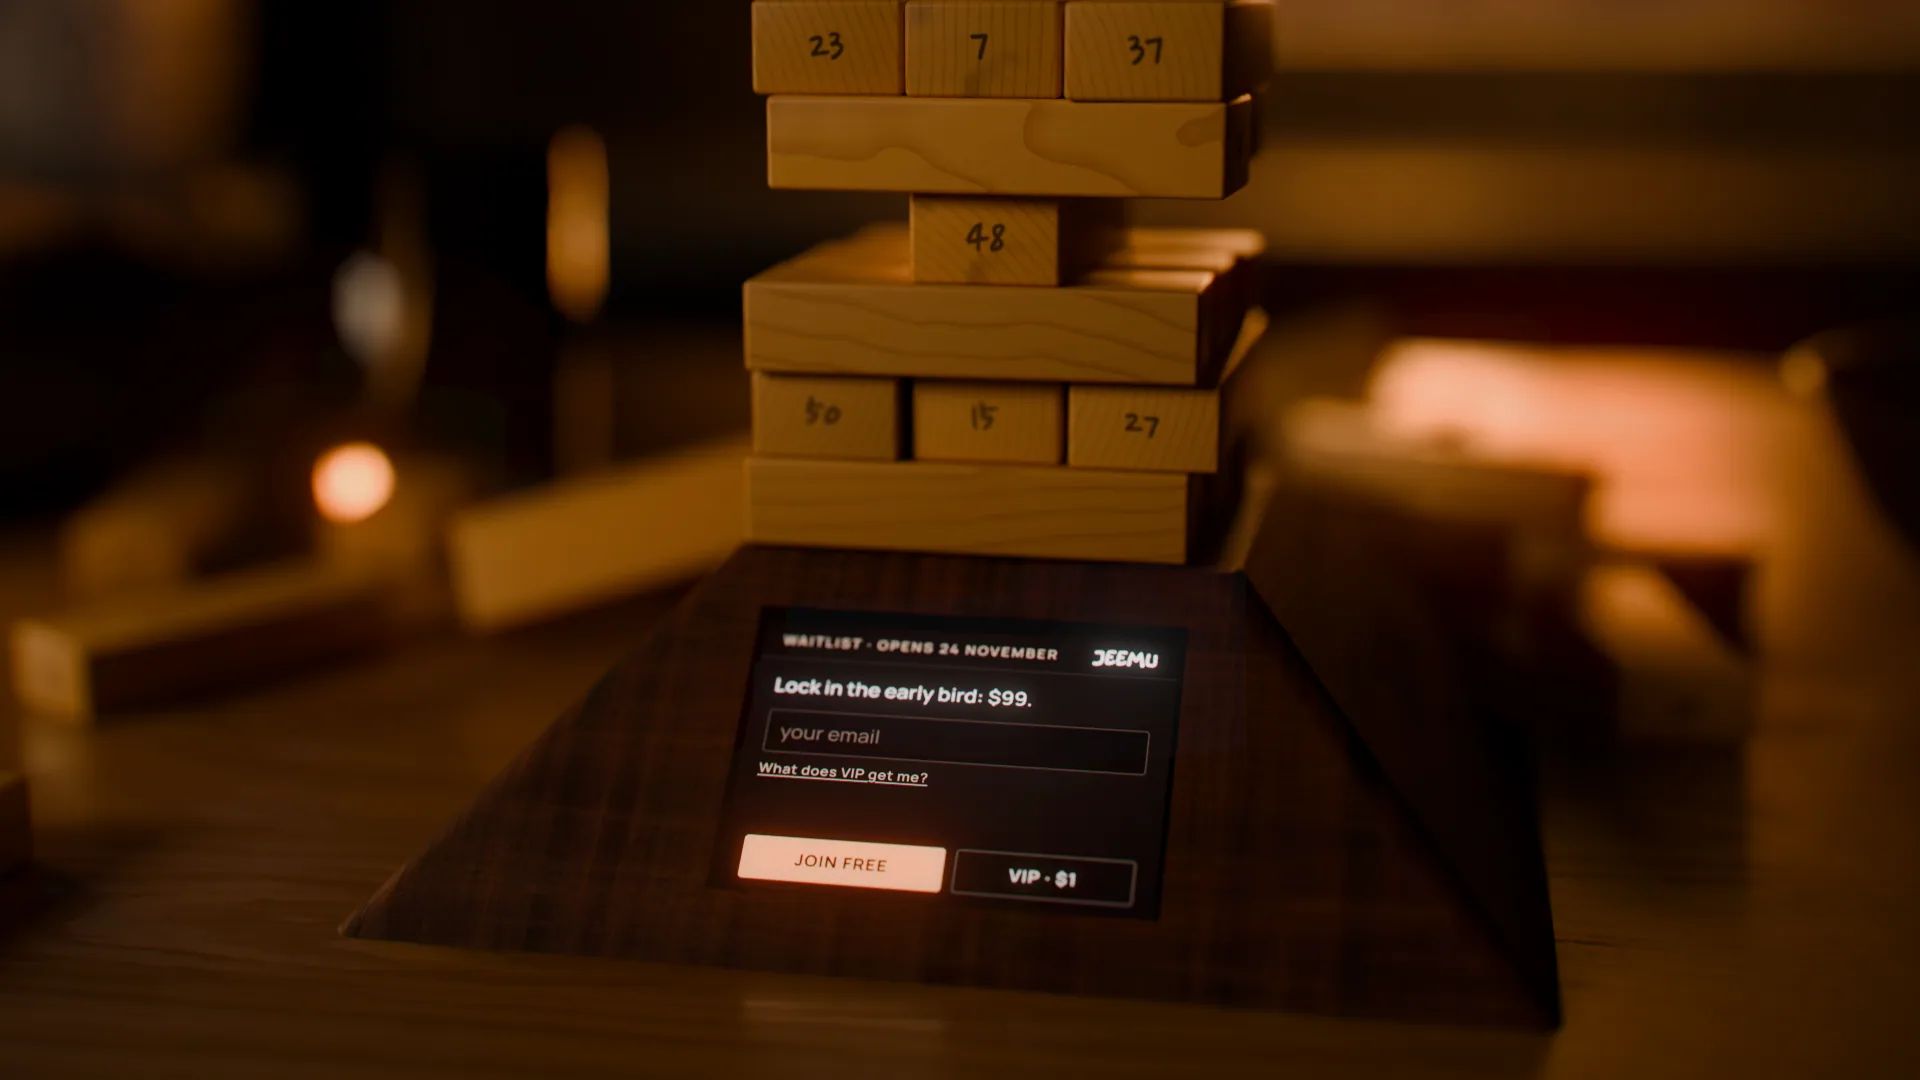 23 7 37
48
50 15 27
WAITLIST · OPENS 24 NOVEMBER JEEMU
Lock in the early bird: $99.
your email
What does VIP get me?
JOIN FREE VIP · $1